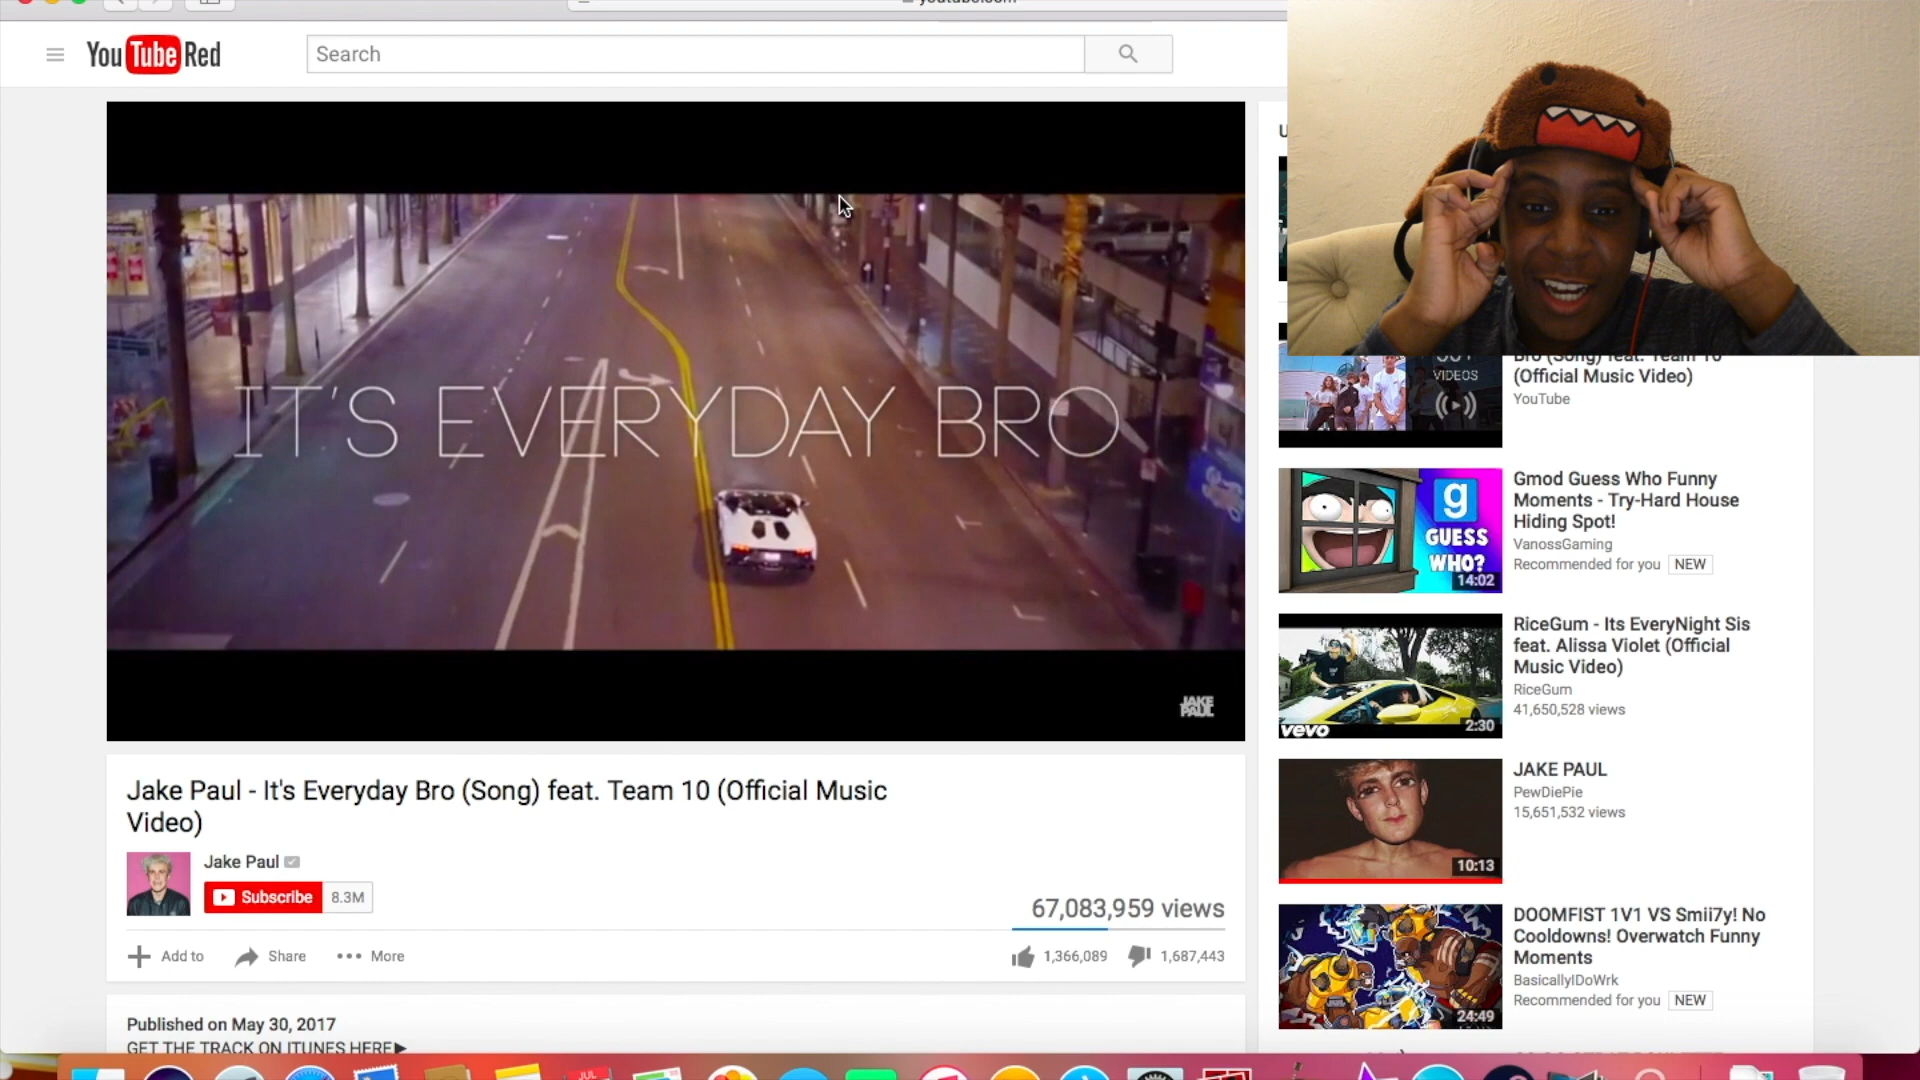 YouTube Red
Search
IT'S EVERYDAY BRO
JAKE PAUL
Jake Paul - It's Everyday Bro (Song) feat. Team 10 (Official Music
Video)
Jake Paul
Subscribe 8.3M
67,083,959 views
Add to Share More
1,366,089 1,687,443
Published on May 30, 2017
GET THE TRACK ON ITUNES HERE►
JUL
Bro (Song) feat. Team 10
(Official Music Video)
YouTube
VIDEOS
Gmod Guess Who Funny
Moments - Try-Hard House
Hiding Spot!
VanossGaming
Recommended for you NEW
g
GUESS
WHO?
14:02
RiceGum - Its EveryNight Sis
feat. Alissa Violet (Official
Music Video)
RiceGum
41,650,528 views
vevo
2:30
JAKE PAUL
PewDiePie
15,651,532 views
10:13
DOOMFIST 1V1 VS Smii7y! No
Cooldowns! Overwatch Funny
Moments
BasicallyIDoWrk
Recommended for you NEW
24:49